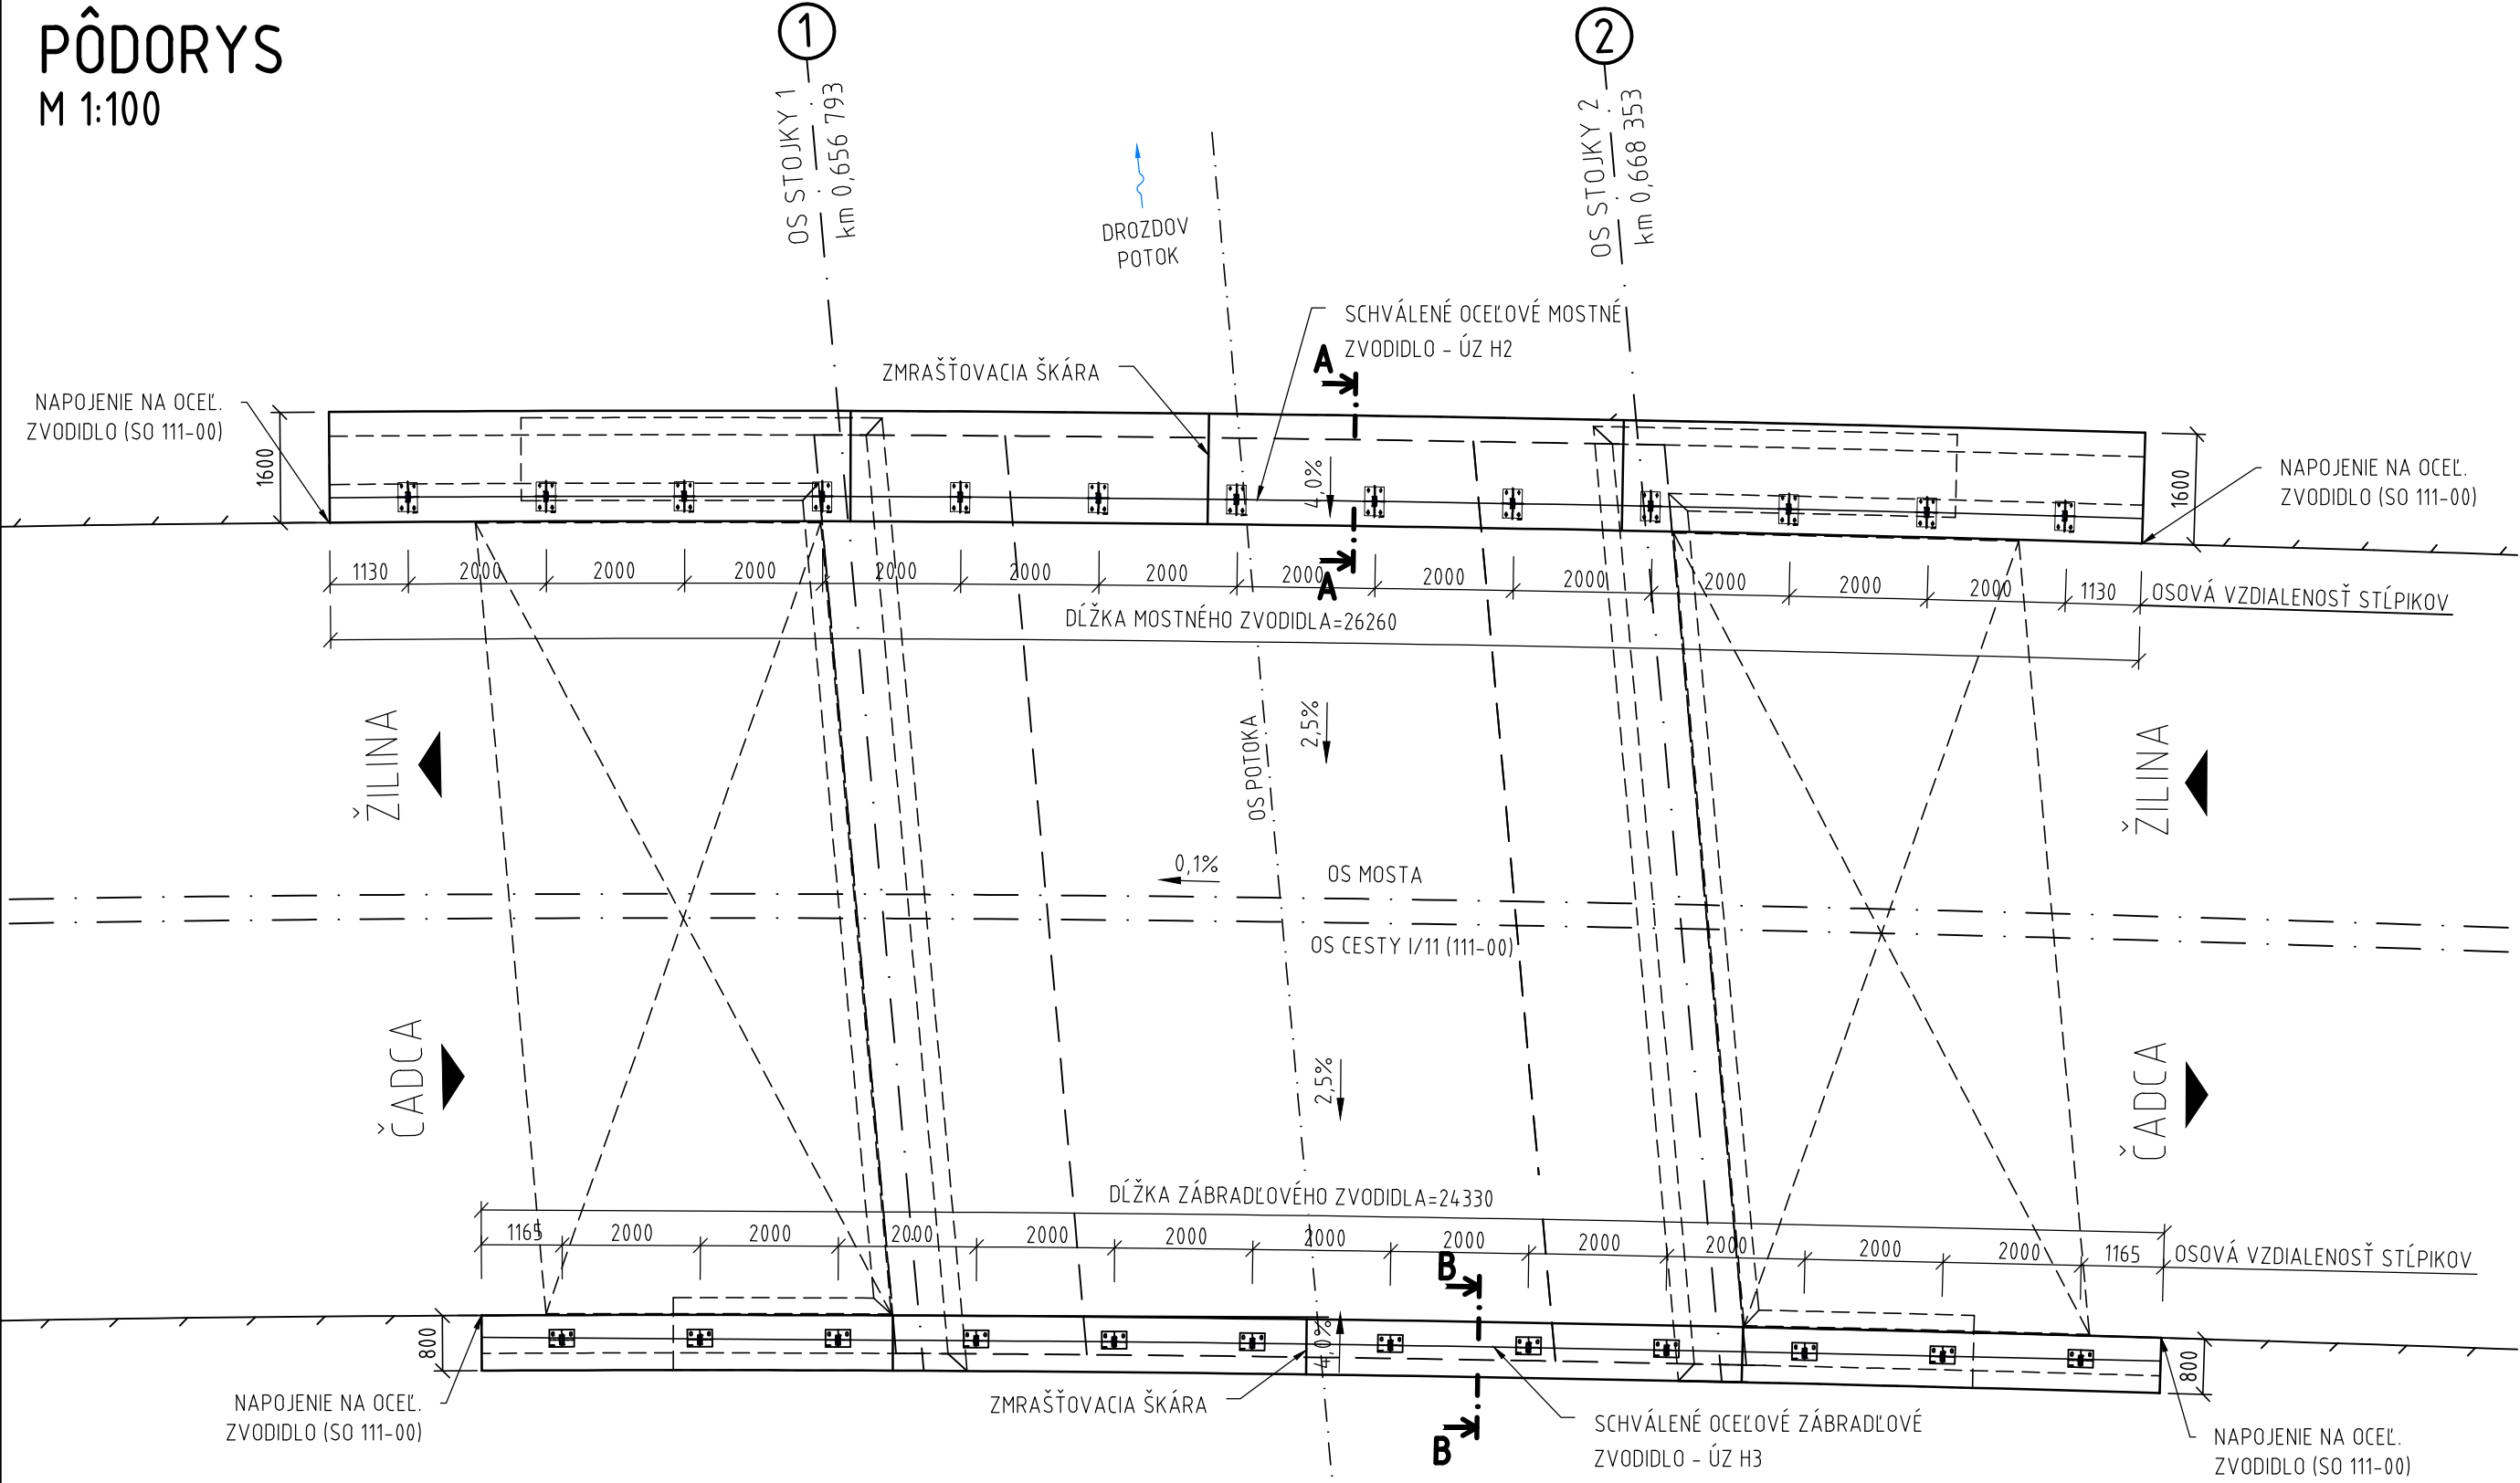 PÔDORYS
M 1:100
1
2
OS STOJKY 1
km 0,656 793
OS STOJKY 2
km 0,668 353
DROZDOV
POTOK
SCHVÁLENÉ OCEĽOVÉ MOSTNÉ
ZVODIDLO - ÚZ H2
ZMRAŠŤOVACIA ŠKÁRA
A
NAPOJENIE NA OCEĽ.
ZVODIDLO (SO 111-00)
1600
4,0%
1600
NAPOJENIE NA OCEĽ.
ZVODIDLO (SO 111-00)
A
1130 2000 2000 2000 2000 2000 2000 2000 2000 2000 2000 2000 2000 1130 OSOVÁ VZDIALENOSŤ STĹPIKOV
DĹŽKA MOSTNÉHO ZVODIDLA=26260
ŽILINA
OS POTOKA
2,5%
ŽILINA
0,1%
OS MOSTA
OS CESTY I/11 (111-00)
ČADCA
2,5%
ČADCA
DĹŽKA ZÁBRADĽOVÉHO ZVODIDLA=24330
1165 2000 2000 2000 2000 2000 2000 2000 2000 2000 2000 2000 1165 OSOVÁ VZDIALENOSŤ STĹPIKOV
B
800
4,0%
800
NAPOJENIE NA OCEĽ.
ZVODIDLO (SO 111-00)
ZMRAŠŤOVACIA ŠKÁRA
B
SCHVÁLENÉ OCEĽOVÉ ZÁBRADĽOVÉ
ZVODIDLO - ÚZ H3
NAPOJENIE NA OCEĽ.
ZVODIDLO (SO 111-00)